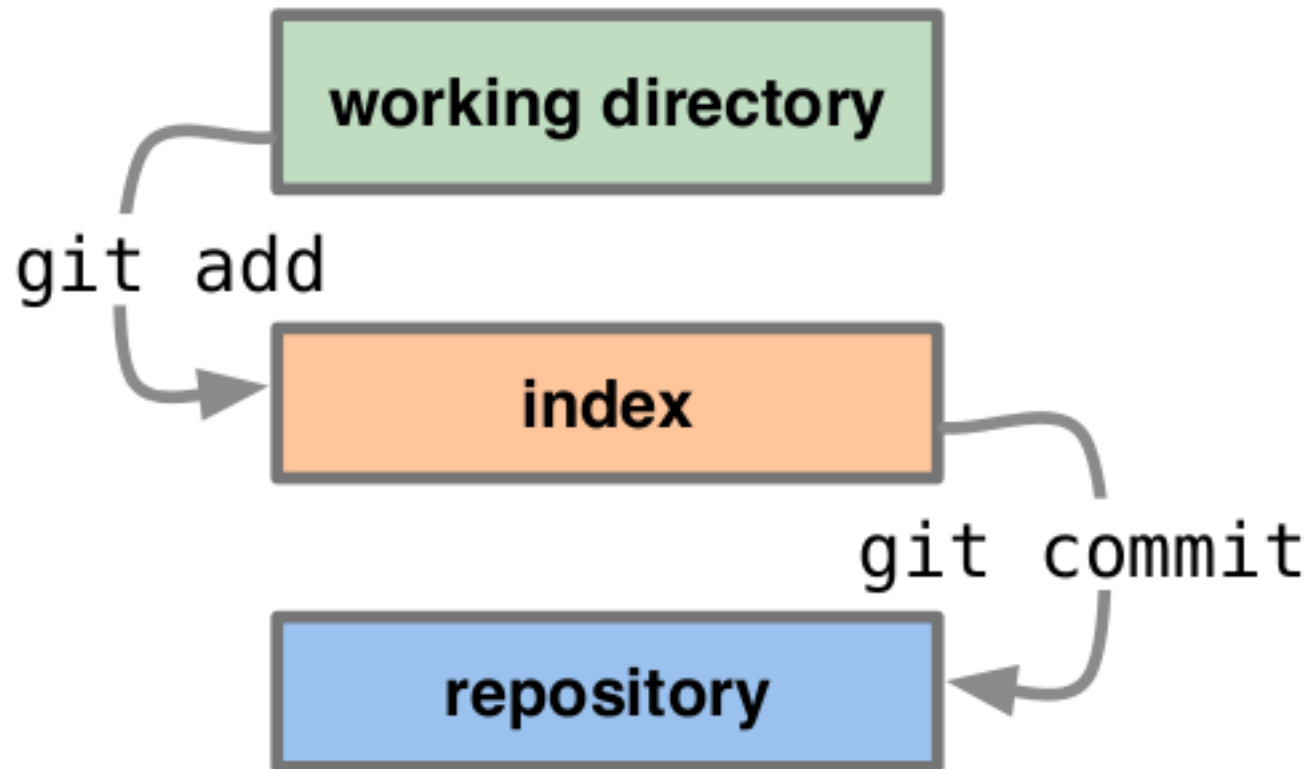 working directory
git add
index
git commit
repository